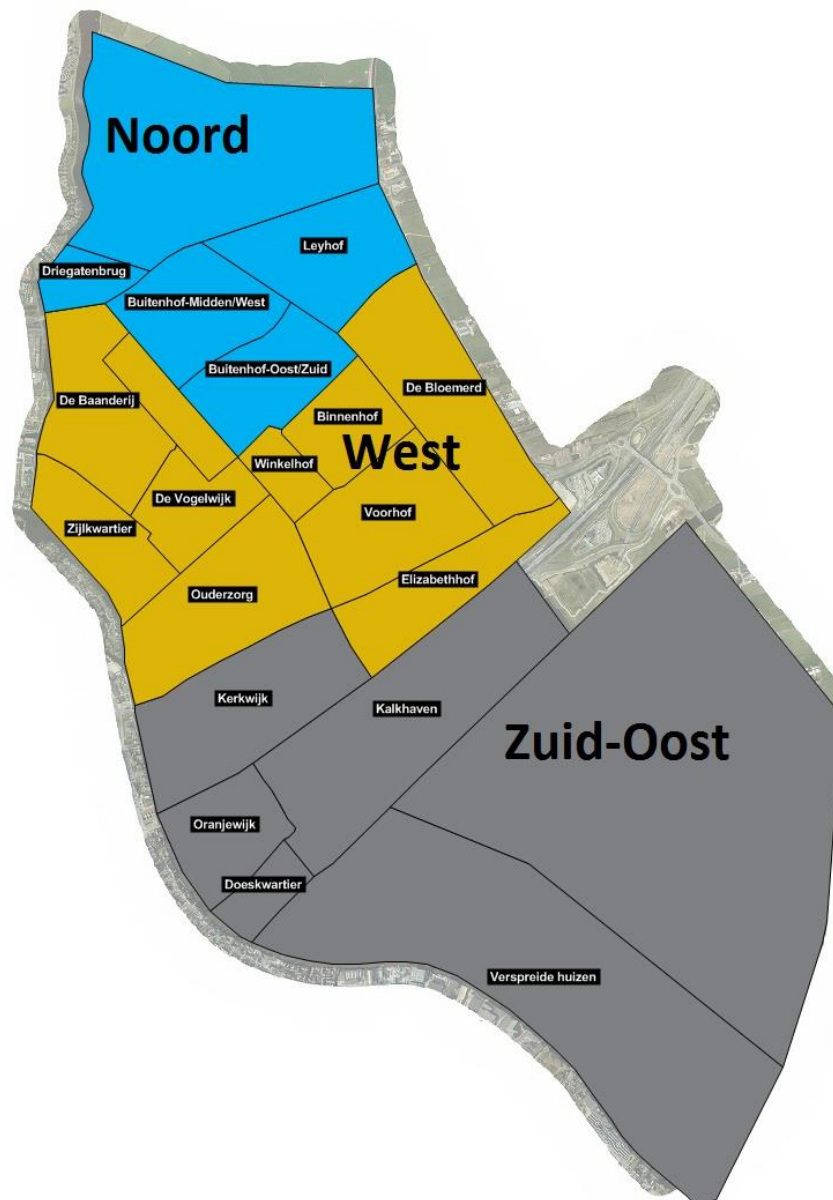 Noord
Leyhof
Driegatenbrug
Buitenhof-Midden/West
Buitenhof-Oost/Zuid
De Bloemerd
De Baanderij
Binnenhof
West
Winkelhof
De Vogelwijk
Voorhof
Zijlkwartier
Elizabethhof
Ouderzorg
Kerkwijk
Kalkhaven
Zuid-Oost
Oranjewijk
Doeskwartier
Verspreide huizen